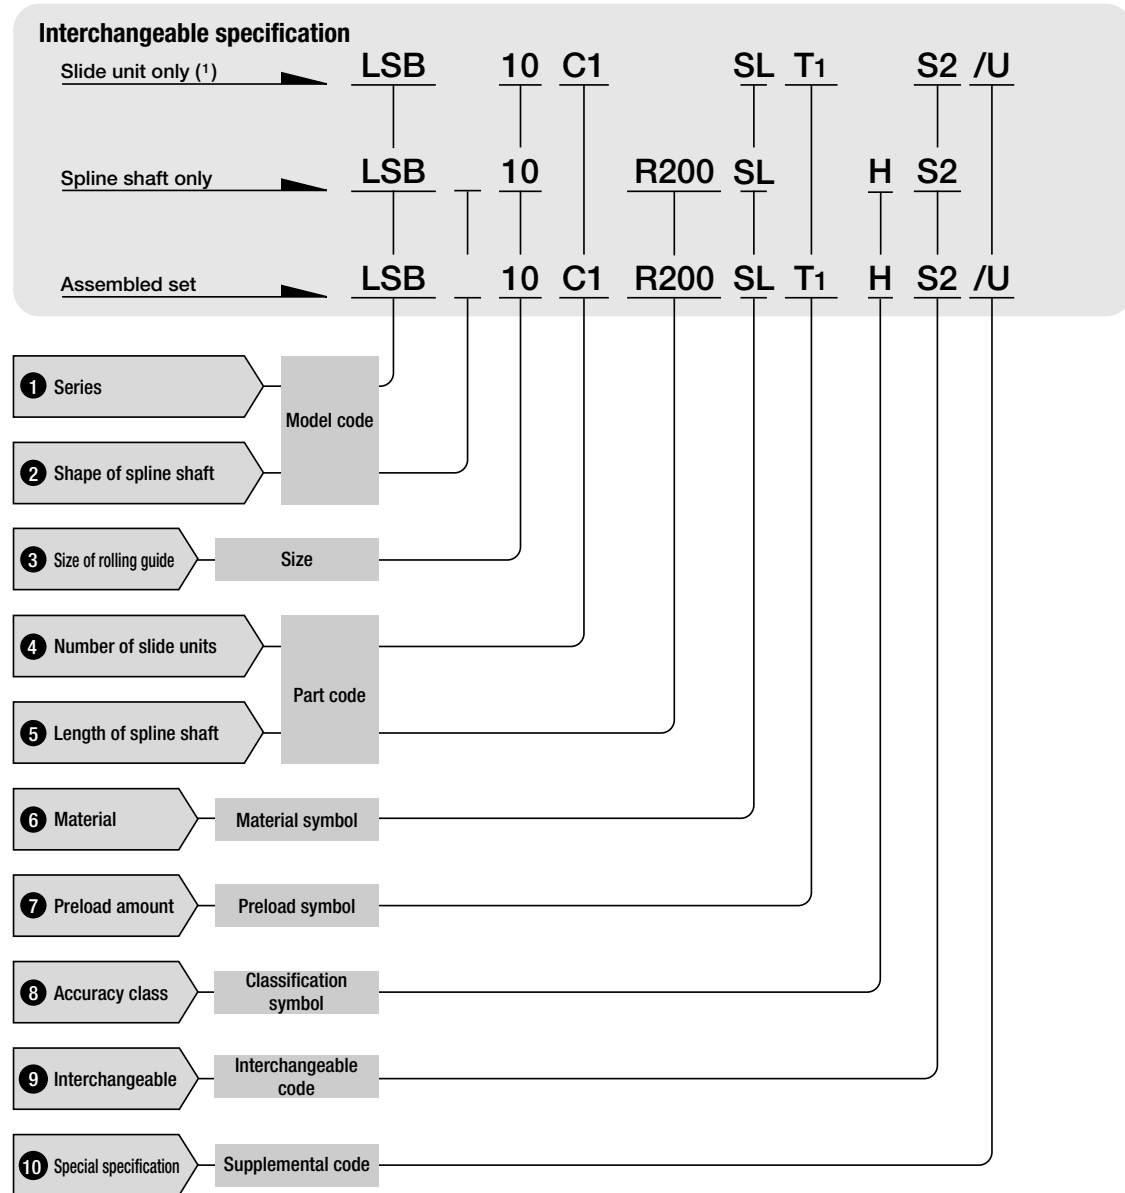 Interchangeable specification
Slide unit only (1) LSB 10 C1 SL T1 S2 /U
Spline shaft only LSB 10 R200 SL H S2
Assembled set LSB 10 C1 R200 SL T1 H S2 /U
1 Series
Model code
2 Shape of spline shaft
3 Size of rolling guide Size
4 Number of slide units
Part code
5 Length of spline shaft
6 Material Material symbol
7 Preload amount Preload symbol
8 Accuracy class Classification
symbol
9 Interchangeable Interchangeable
code
10 Special specification Supplemental code